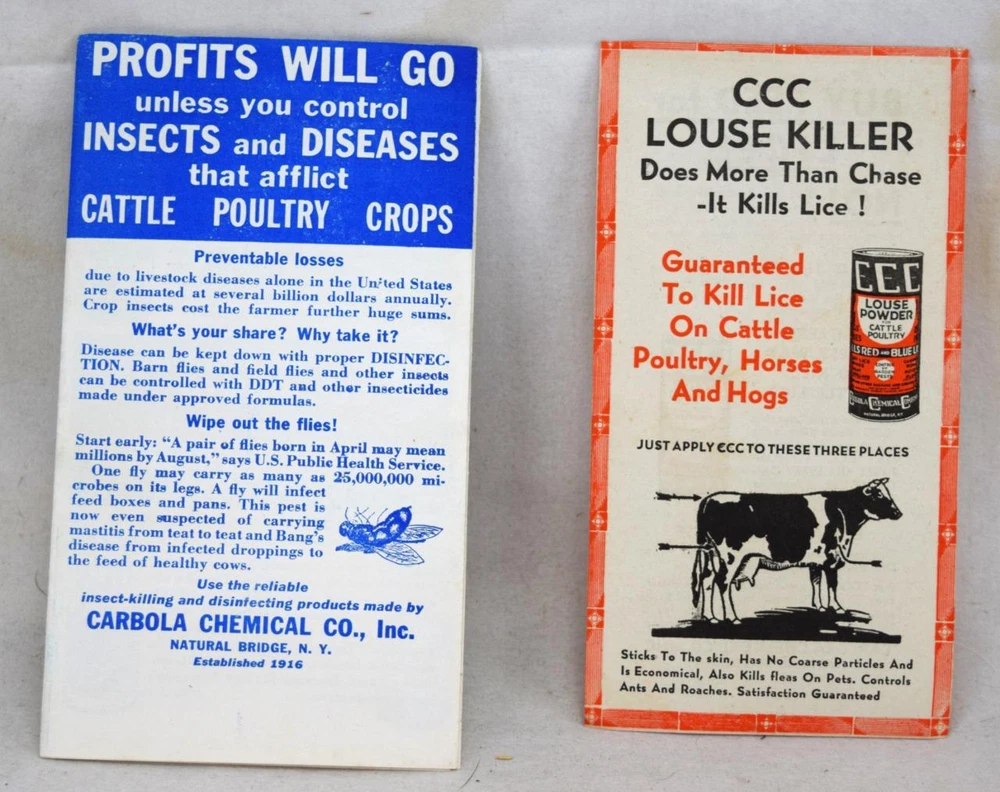 PROFITS WILL GO
unless you control
INSECTS and DISEASES
that afflict
CATTLE POULTRY CROPS
Preventable losses
due to livestock diseases alone in the United States
are estimated at several billion dollars annually.
Crop insects cost the farmer further huge sums.
What's your share? Why take it?
Disease can be kept down with proper DISINFEC-
TION. Barn flies and field flies and other insects
can be controlled with DDT and other insecticides
made under approved formulas.
Wipe out the flies!
Start early: "A pair of flies born in April may mean
millions by August," says U.S. Public Health Service.
One fly may carry as many as 25,000,000 mi-
crobes on its legs. A fly will infect
feed boxes and pans. This pest is
now even suspected of carrying
mastitis from teat to teat and Bang's
disease from infected droppings to
the feed of healthy cows.
Use the reliable
insect-killing and disinfecting products made by
CARBOLA CHEMICAL CO., Inc.
NATURAL BRIDGE, N. Y.
Established 1916
CCC
LOUSE KILLER
Does More Than Chase
-It Kills Lice !
Guaranteed
To Kill Lice
On Cattle
Poultry, Horses
And Hogs
CCC
LOUSE
POWDER
FOR
CATTLE
POULTRY
RED AND BLUE
CARBOLA CHEMICAL
NATURAL BRIDGE, N.Y.
JUST APPLY CCC TO THESE THREE PLACES
Sticks To The skin, Has No Coarse Particles And
Is Economical, Also Kills fleas On Pets. Controls
Ants And Roaches. Satisfaction Guaranteed